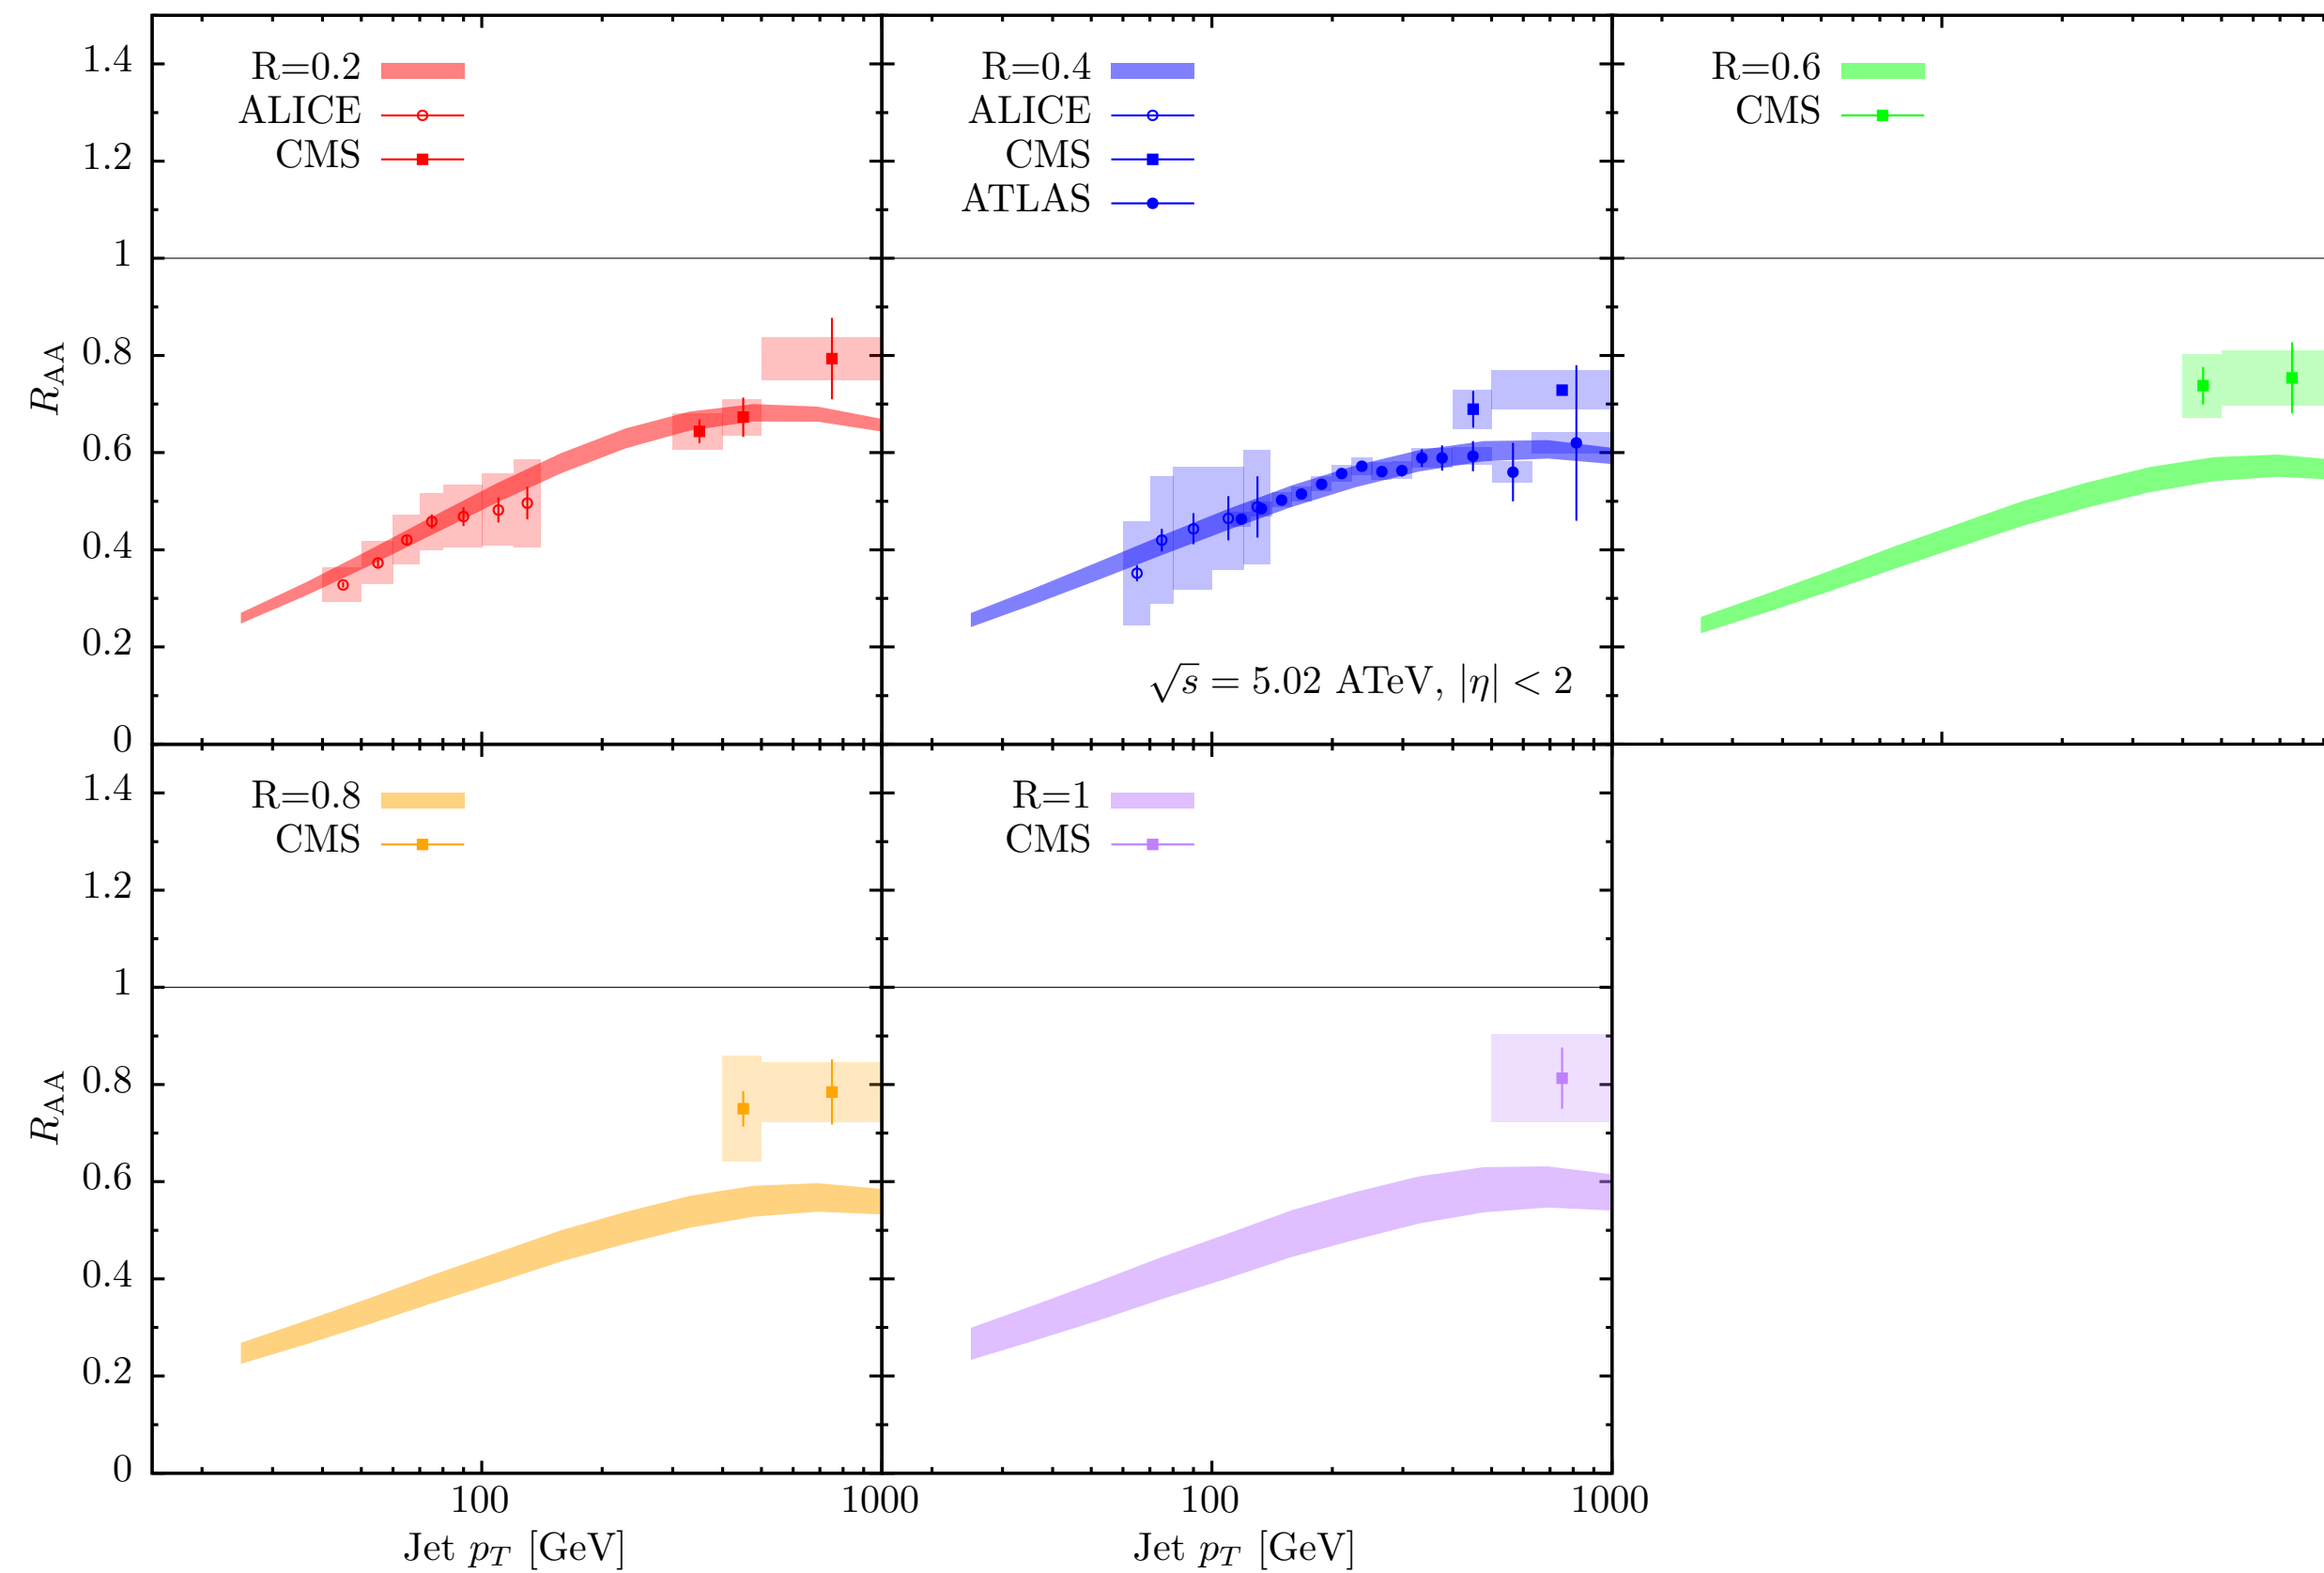 R=0.2
ALICE
CMS
R=0.4
ALICE
CMS
ATLAS
R=0.6
CMS
1.4
1.2
1
0.8
0.6
0.4
0.2
0
R_AA
√s = 5.02 ATeV, |η| < 2
R=0.8
CMS
R=1
CMS
1.4
1.2
1
0.8
0.6
0.4
0.2
0
R_AA
100
1000
100
1000
Jet p_T [GeV]
Jet p_T [GeV]